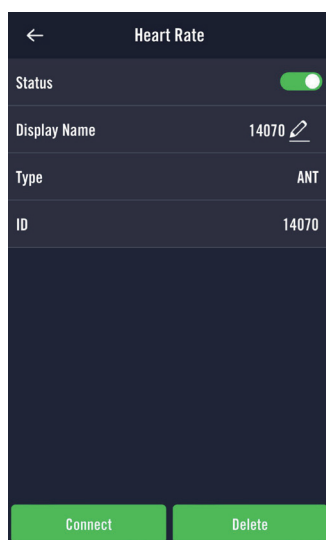 Heart Rate
Status
Display Name 14070
Type ANT
ID 14070
Connect Delete